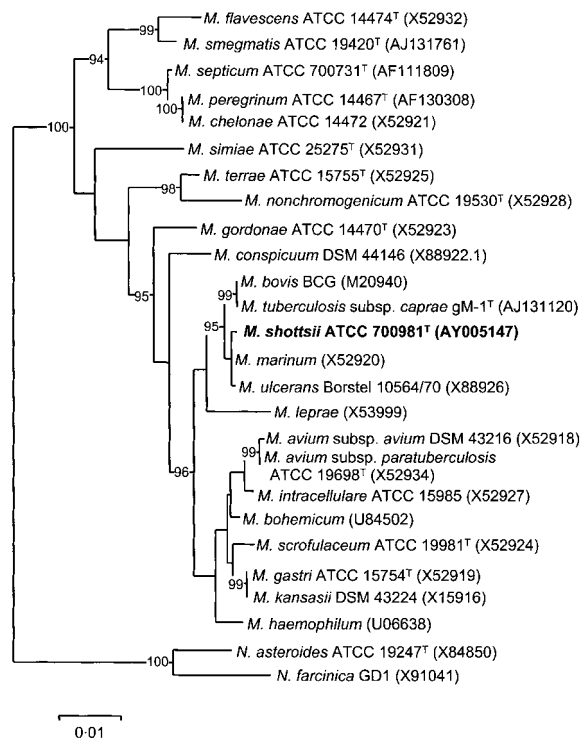 M. flavescens ATCC 14474ᵀ (X52932)
99
M. smegmatis ATCC 19420ᵀ (AJ131761)
94
M. septicum ATCC 700731ᵀ (AF111809)
100
M. peregrinum ATCC 14467ᵀ (AF130308)
100
M. chelonae ATCC 14472 (X52921)
100
M. simiae ATCC 25275ᵀ (X52931)
M. terrae ATCC 15755ᵀ (X52925)
98
M. nonchromogenicum ATCC 19530ᵀ (X52928)
M. gordonae ATCC 14470ᵀ (X52923)
M. conspicuum DSM 44146 (X88922.1)
M. bovis BCG (M20940)
99
95
M. tuberculosis subsp. caprae gM-1ᵀ (AJ131120)
95
M. shottsii ATCC 700981ᵀ (AY005147)
M. marinum (X52920)
M. ulcerans Borstel 10564/70 (X88926)
M. leprae (X53999)
M. avium subsp. avium DSM 43216 (X52918)
99
M. avium subsp. paratuberculosis
96
ATCC 19698ᵀ (X52934)
M. intracellulare ATCC 15985 (X52927)
M. bohemicum (U84502)
M. scrofulaceum ATCC 19981ᵀ (X52924)
M. gastri ATCC 15754ᵀ (X52919)
99
M. kansasii DSM 43224 (X15916)
M. haemophilum (U06638)
N. asteroides ATCC 19247ᵀ (X84850)
100
N. farcinica GD1 (X91041)
0·01